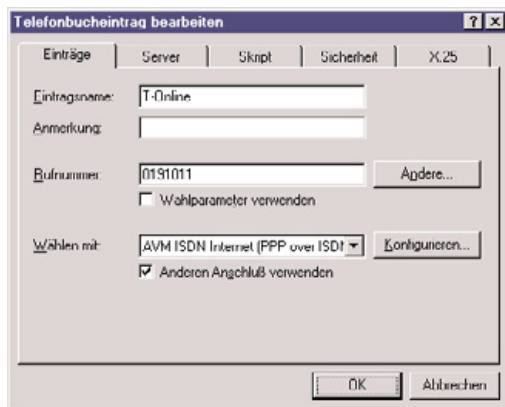 Telefonbucheintrag bearbeiten
Einträge Server Skript Sicherheit X.25
Eintragsname: T-Online
Anmerkung:
Rufnummer: 0191011 Andere...
Wahlparameter verwenden
Wählen mit: AVM ISDN Internet (PPP over ISDN Konfigurieren...
Anderen Anschluß verwenden
OK Abbrechen